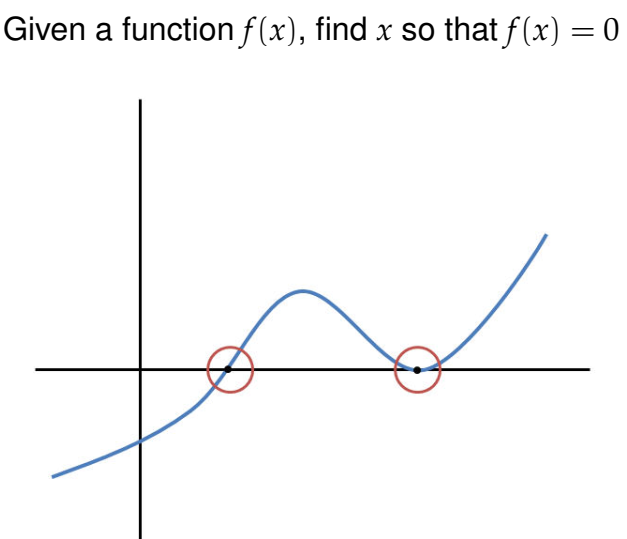 Given a function f(x), find x so that f(x) = 0